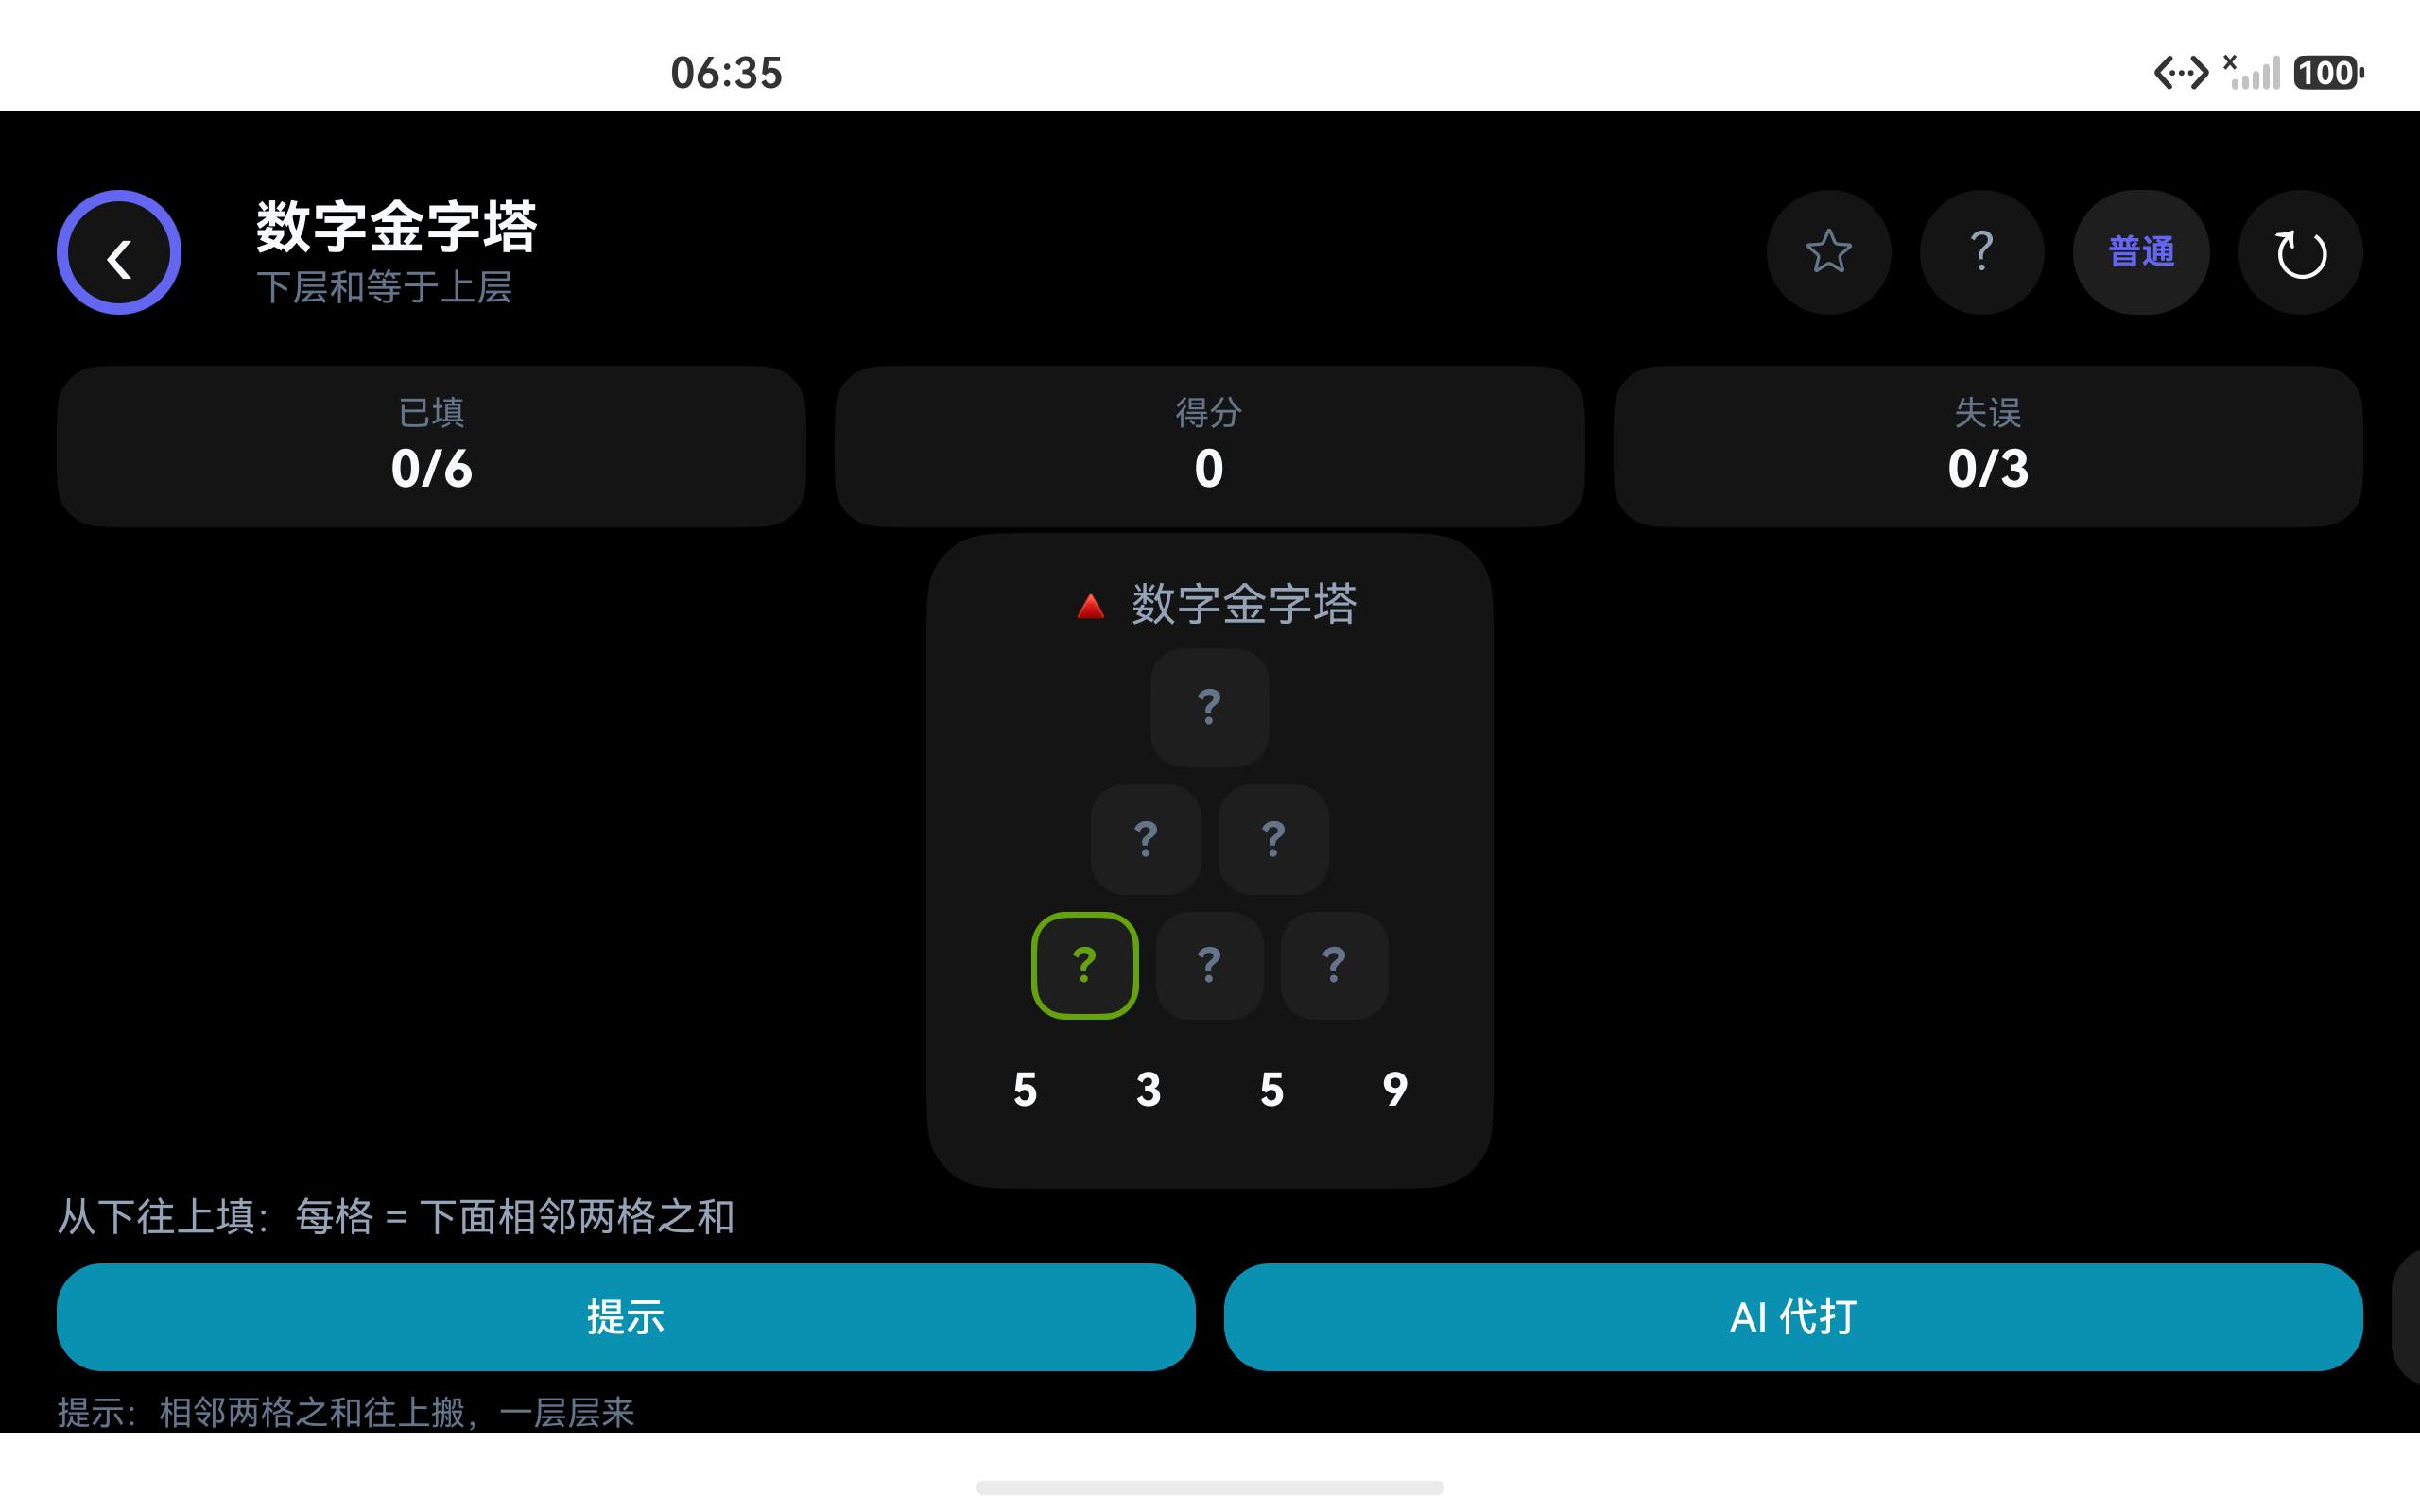 06:35
100
数字金字塔
下层和等于上层
?
普通
已填
0/6
得分
0
失误
0/3
数字金字塔
?
? ?
? ? ?
5 3 5 9
从下往上填：每格 = 下面相邻两格之和
提示
AI 代打
提示：相邻两格之和往上搬，一层层来